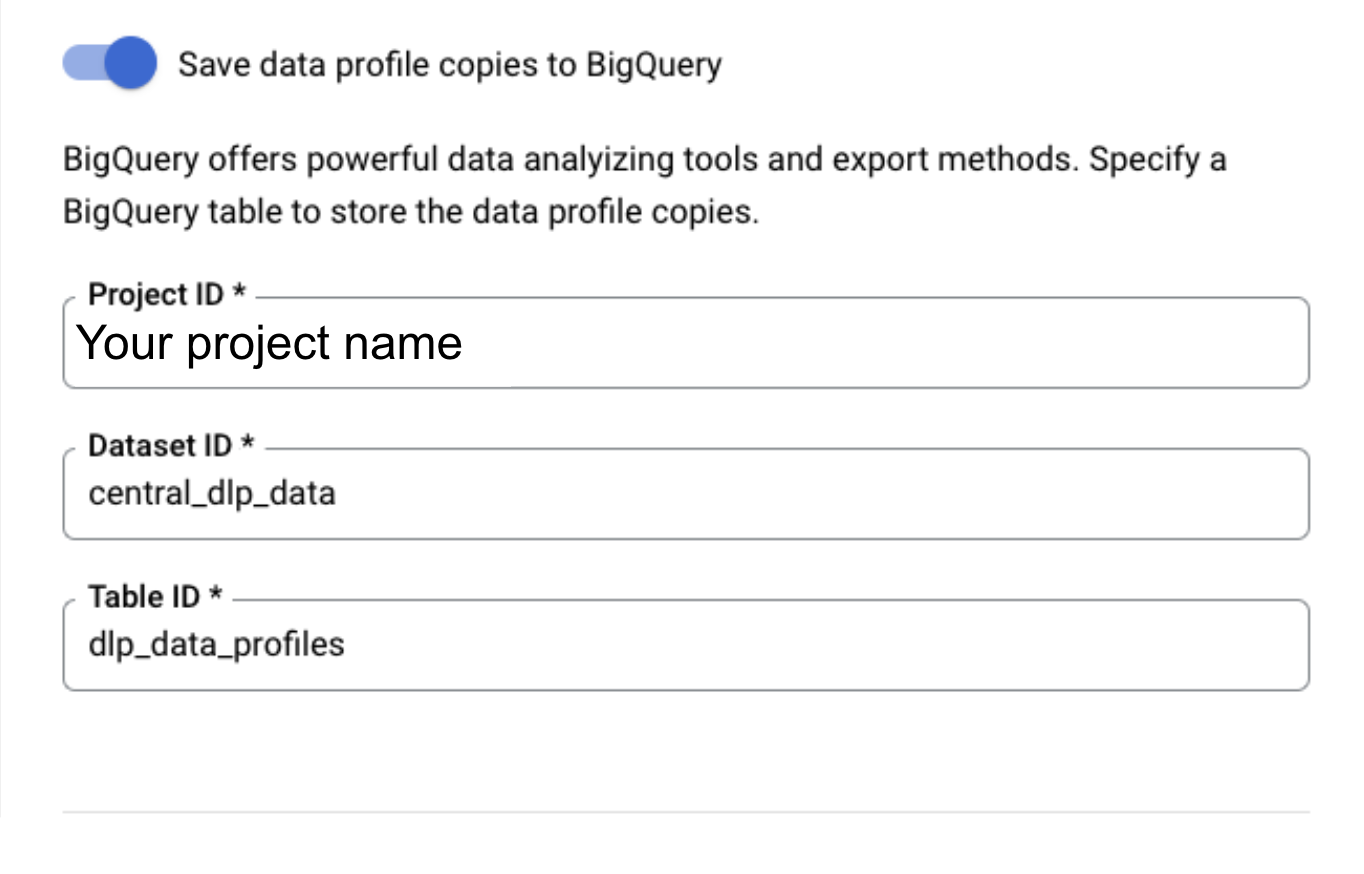 Save data profile copies to BigQuery
BigQuery offers powerful data analyizing tools and export methods. Specify a
BigQuery table to store the data profile copies.
Project ID *
Your project name
Dataset ID *
central_dlp_data
Table ID *
dlp_data_profiles